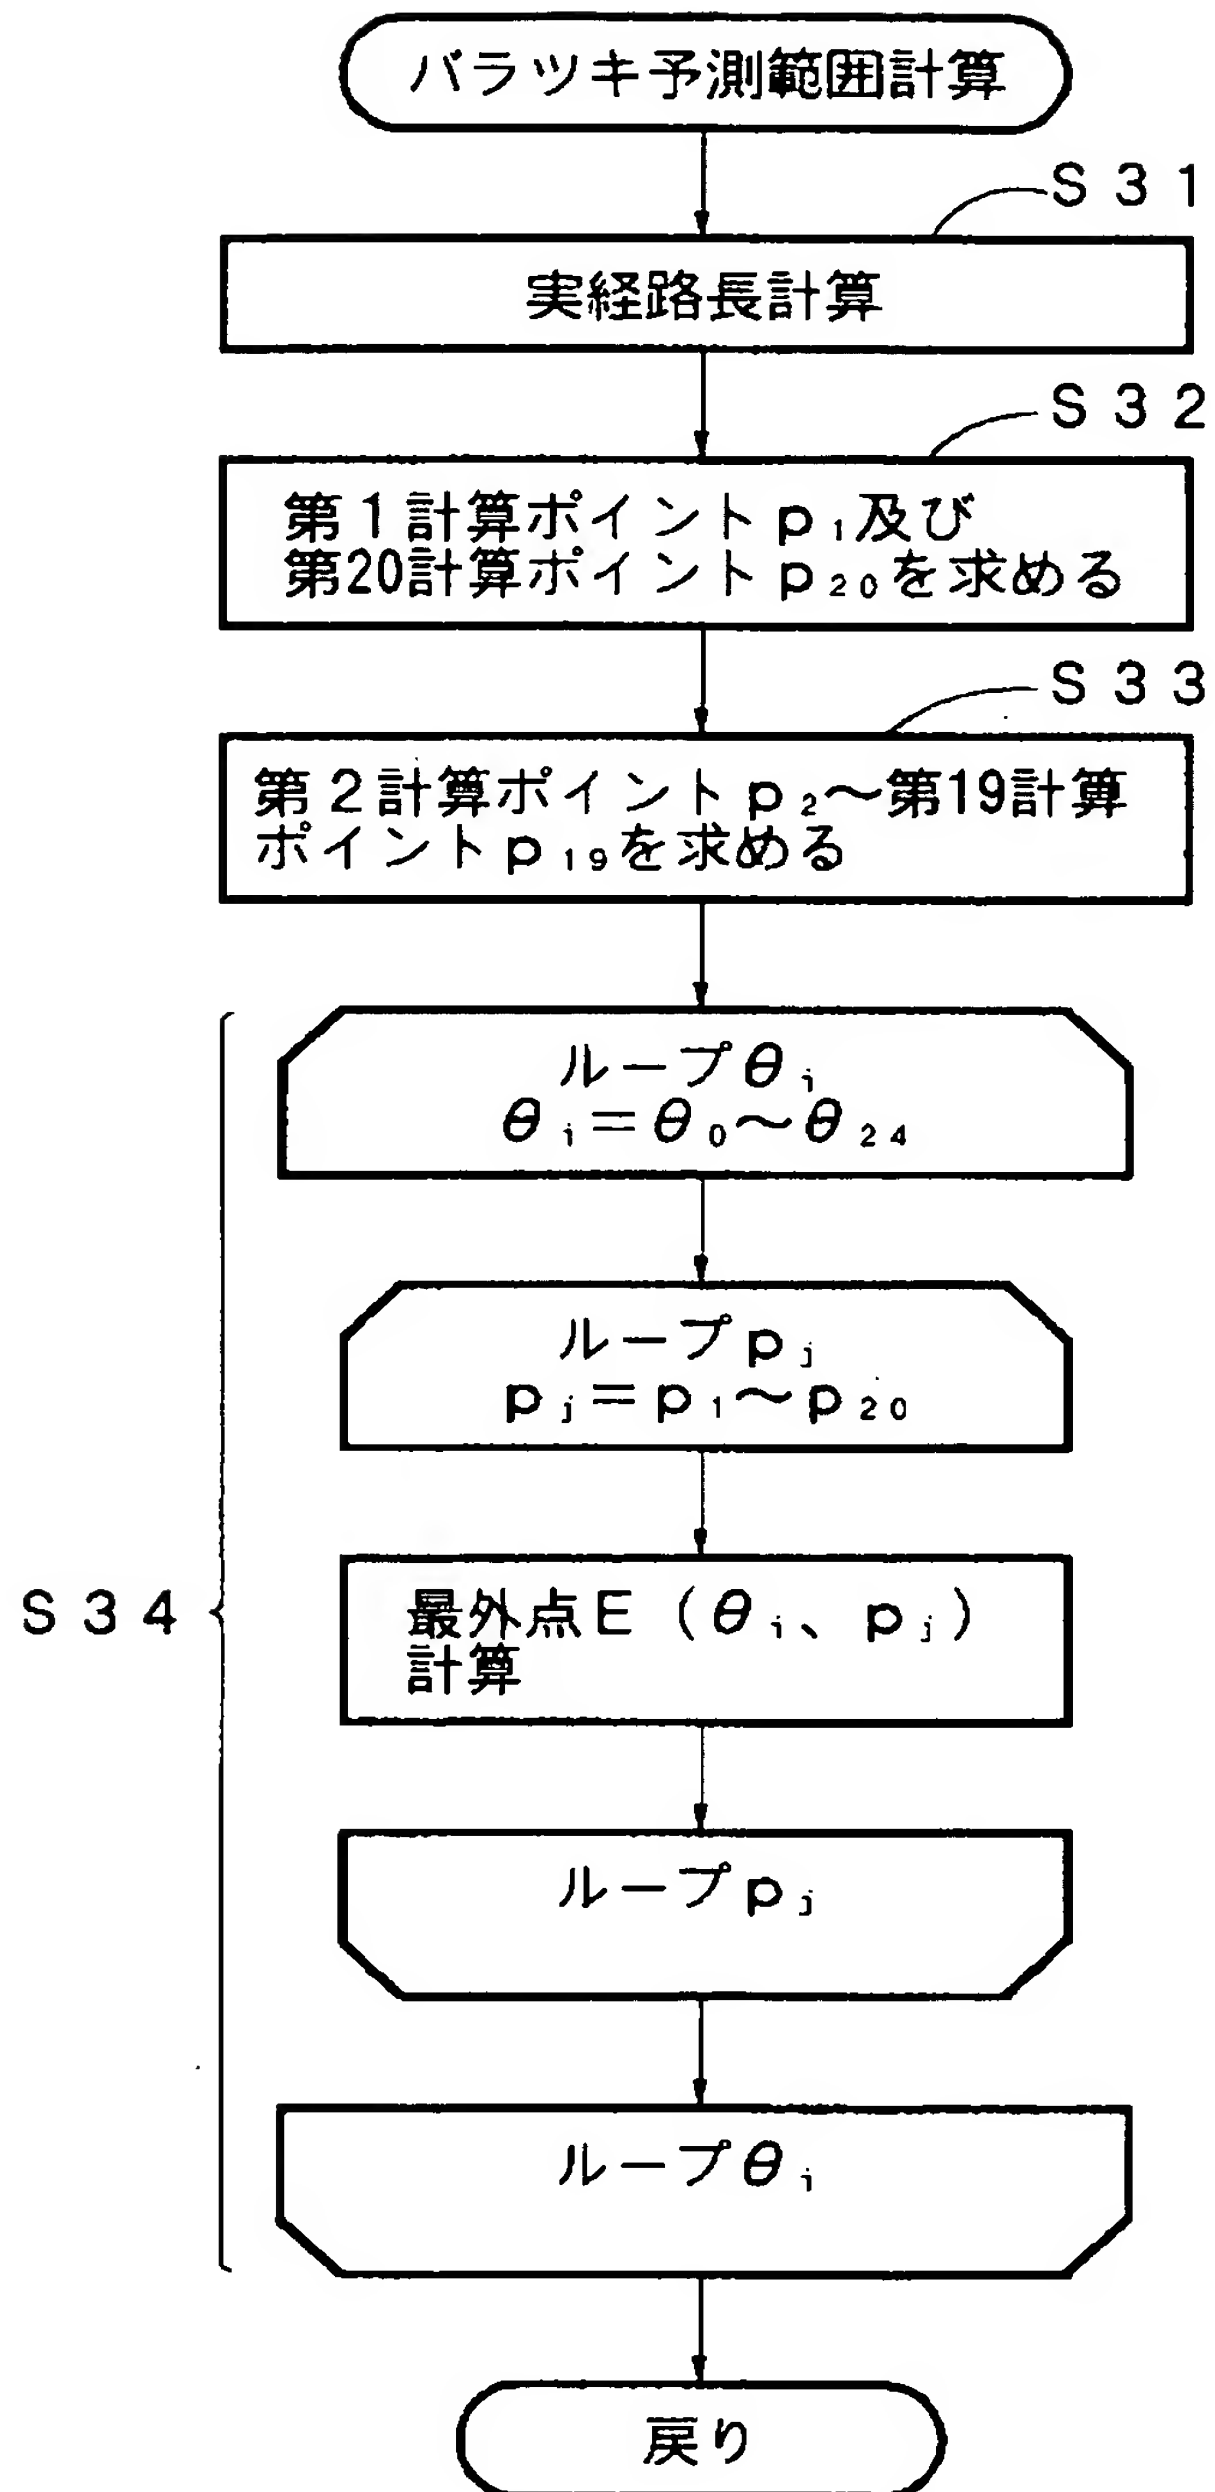 バラツキ予測範囲計算
S31
実経路長計算
S32
第1計算ポイントp₁及び
第20計算ポイントp₂₀を求める
S33
第2計算ポイントp₂～第19計算
ポイントp₁₉を求める
ループθᵢ
θᵢ＝θ₀～θ₂₄
ループpⱼ
pⱼ＝p₁～p₂₀
S34
最外点E（θᵢ、pⱼ）
計算
ループpⱼ
ループθᵢ
戻り